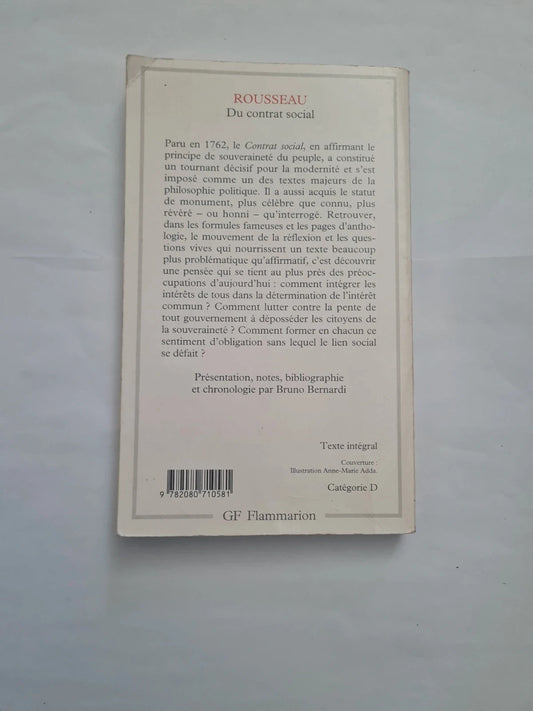 ROUSSEAU
Du contrat social
Paru en 1762, le Contrat social, en affirmant le
principe de souveraineté du peuple, a constitué
un tournant décisif pour la modernité et s'est
imposé comme un des textes majeurs de la
philosophie politique. Il a aussi acquis le statut
de monument, plus célèbre que connu, plus
révéré – ou honni – qu'interrogé. Retrouver,
dans les formules fameuses et les pages d'antho-
logie, le mouvement de la réflexion et les ques-
tions vives qui nourrissent un texte beaucoup
plus problématique qu'affirmatif, c'est découvrir
une pensée qui se tient au plus près des préoc-
cupations d'aujourd'hui : comment intégrer les
intérêts de tous dans la détermination de l'intérêt
commun ? Comment lutter contre la pente de
tout gouvernement à déposséder les citoyens de
la souveraineté ? Comment former en chacun ce
sentiment d'obligation sans lequel le lien social
se défait ?
Présentation, notes, bibliographie
et chronologie par Bruno Bernardi
Texte intégral
Couverture :
Illustration Anne-Marie Adda.
Catégorie D
9 782080 710581
GF Flammarion